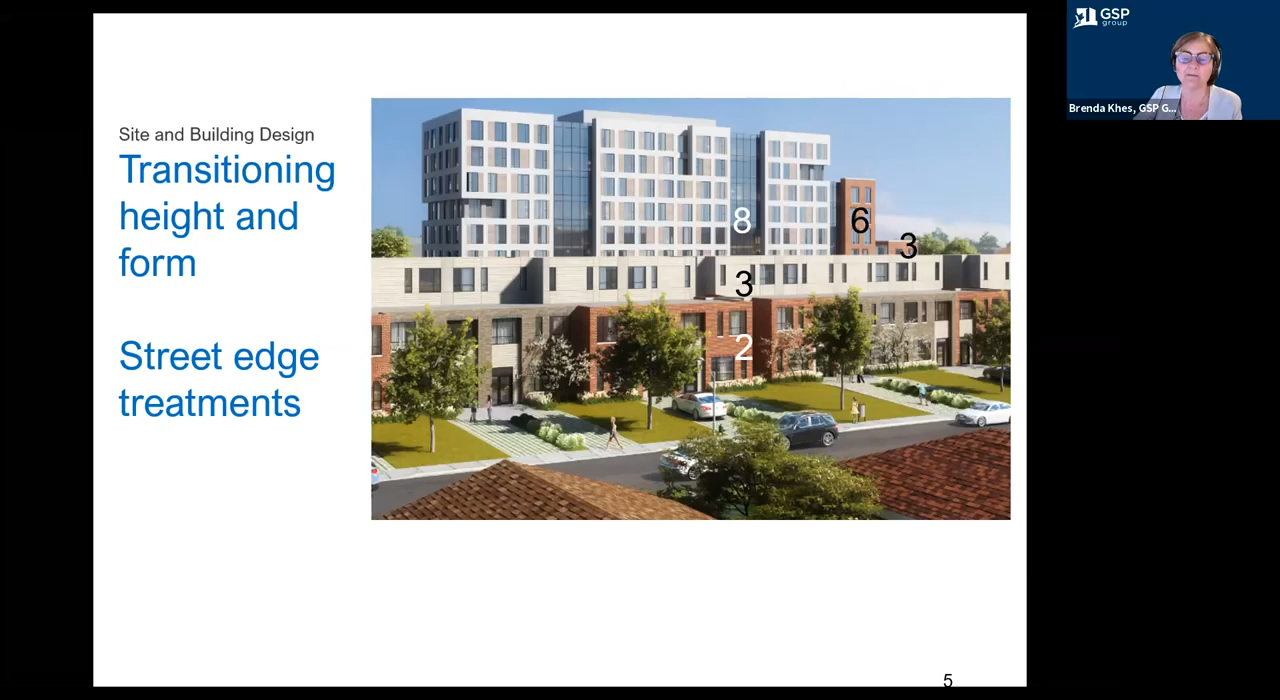 Site and Building Design
Transitioning
height and
form
Street edge
treatments
8
6
3
3
2
5
GSP
group
Brenda Khes, GSP G...